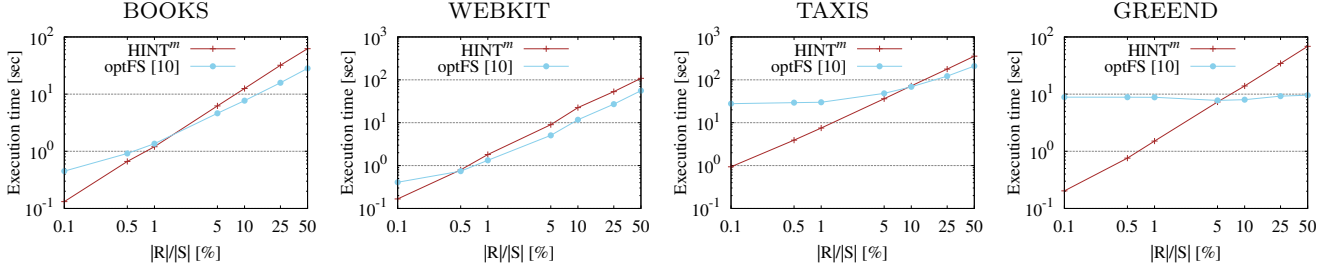 BOOKS
Execution time [sec]
10^2
10^1
10^0
10^-1
HINT^m
optFS [10]
0.1 0.5 1 5 10 25 50
|R|/|S| [%]
WEBKIT
Execution time [sec]
10^3
10^2
10^1
10^0
10^-1
HINT^m
optFS [10]
0.1 0.5 1 5 10 25 50
|R|/|S| [%]
TAXIS
Execution time [sec]
10^3
10^2
10^1
10^0
10^-1
HINT^m
optFS [10]
0.1 0.5 1 5 10 25 50
|R|/|S| [%]
GREEND
Execution time [sec]
10^2
10^1
10^0
10^-1
HINT^m
optFS [10]
0.1 0.5 1 5 10 25 50
|R|/|S| [%]